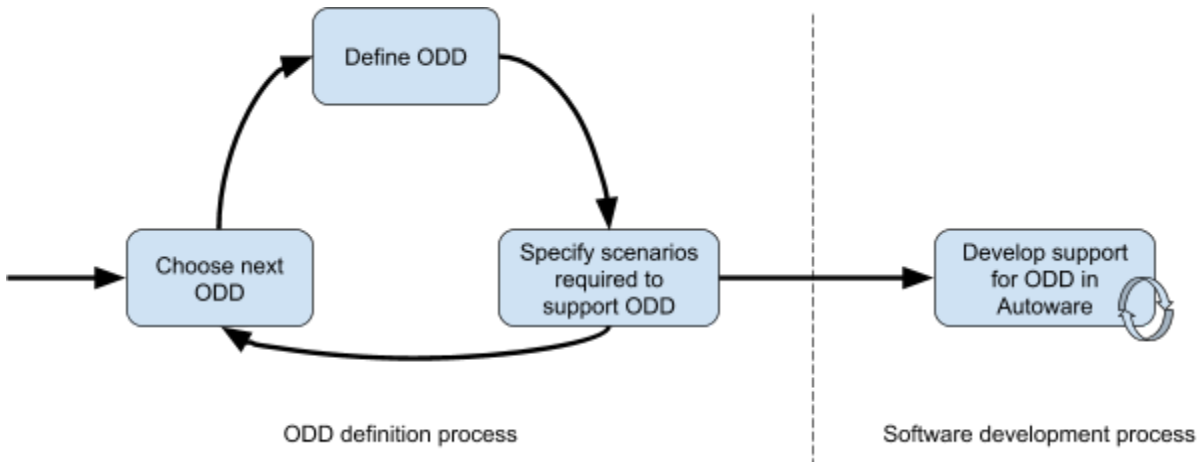 Define ODD
Choose next
ODD
Specify scenarios
required to
support ODD
Develop support
for ODD in
Autoware
ODD definition process
Software development process